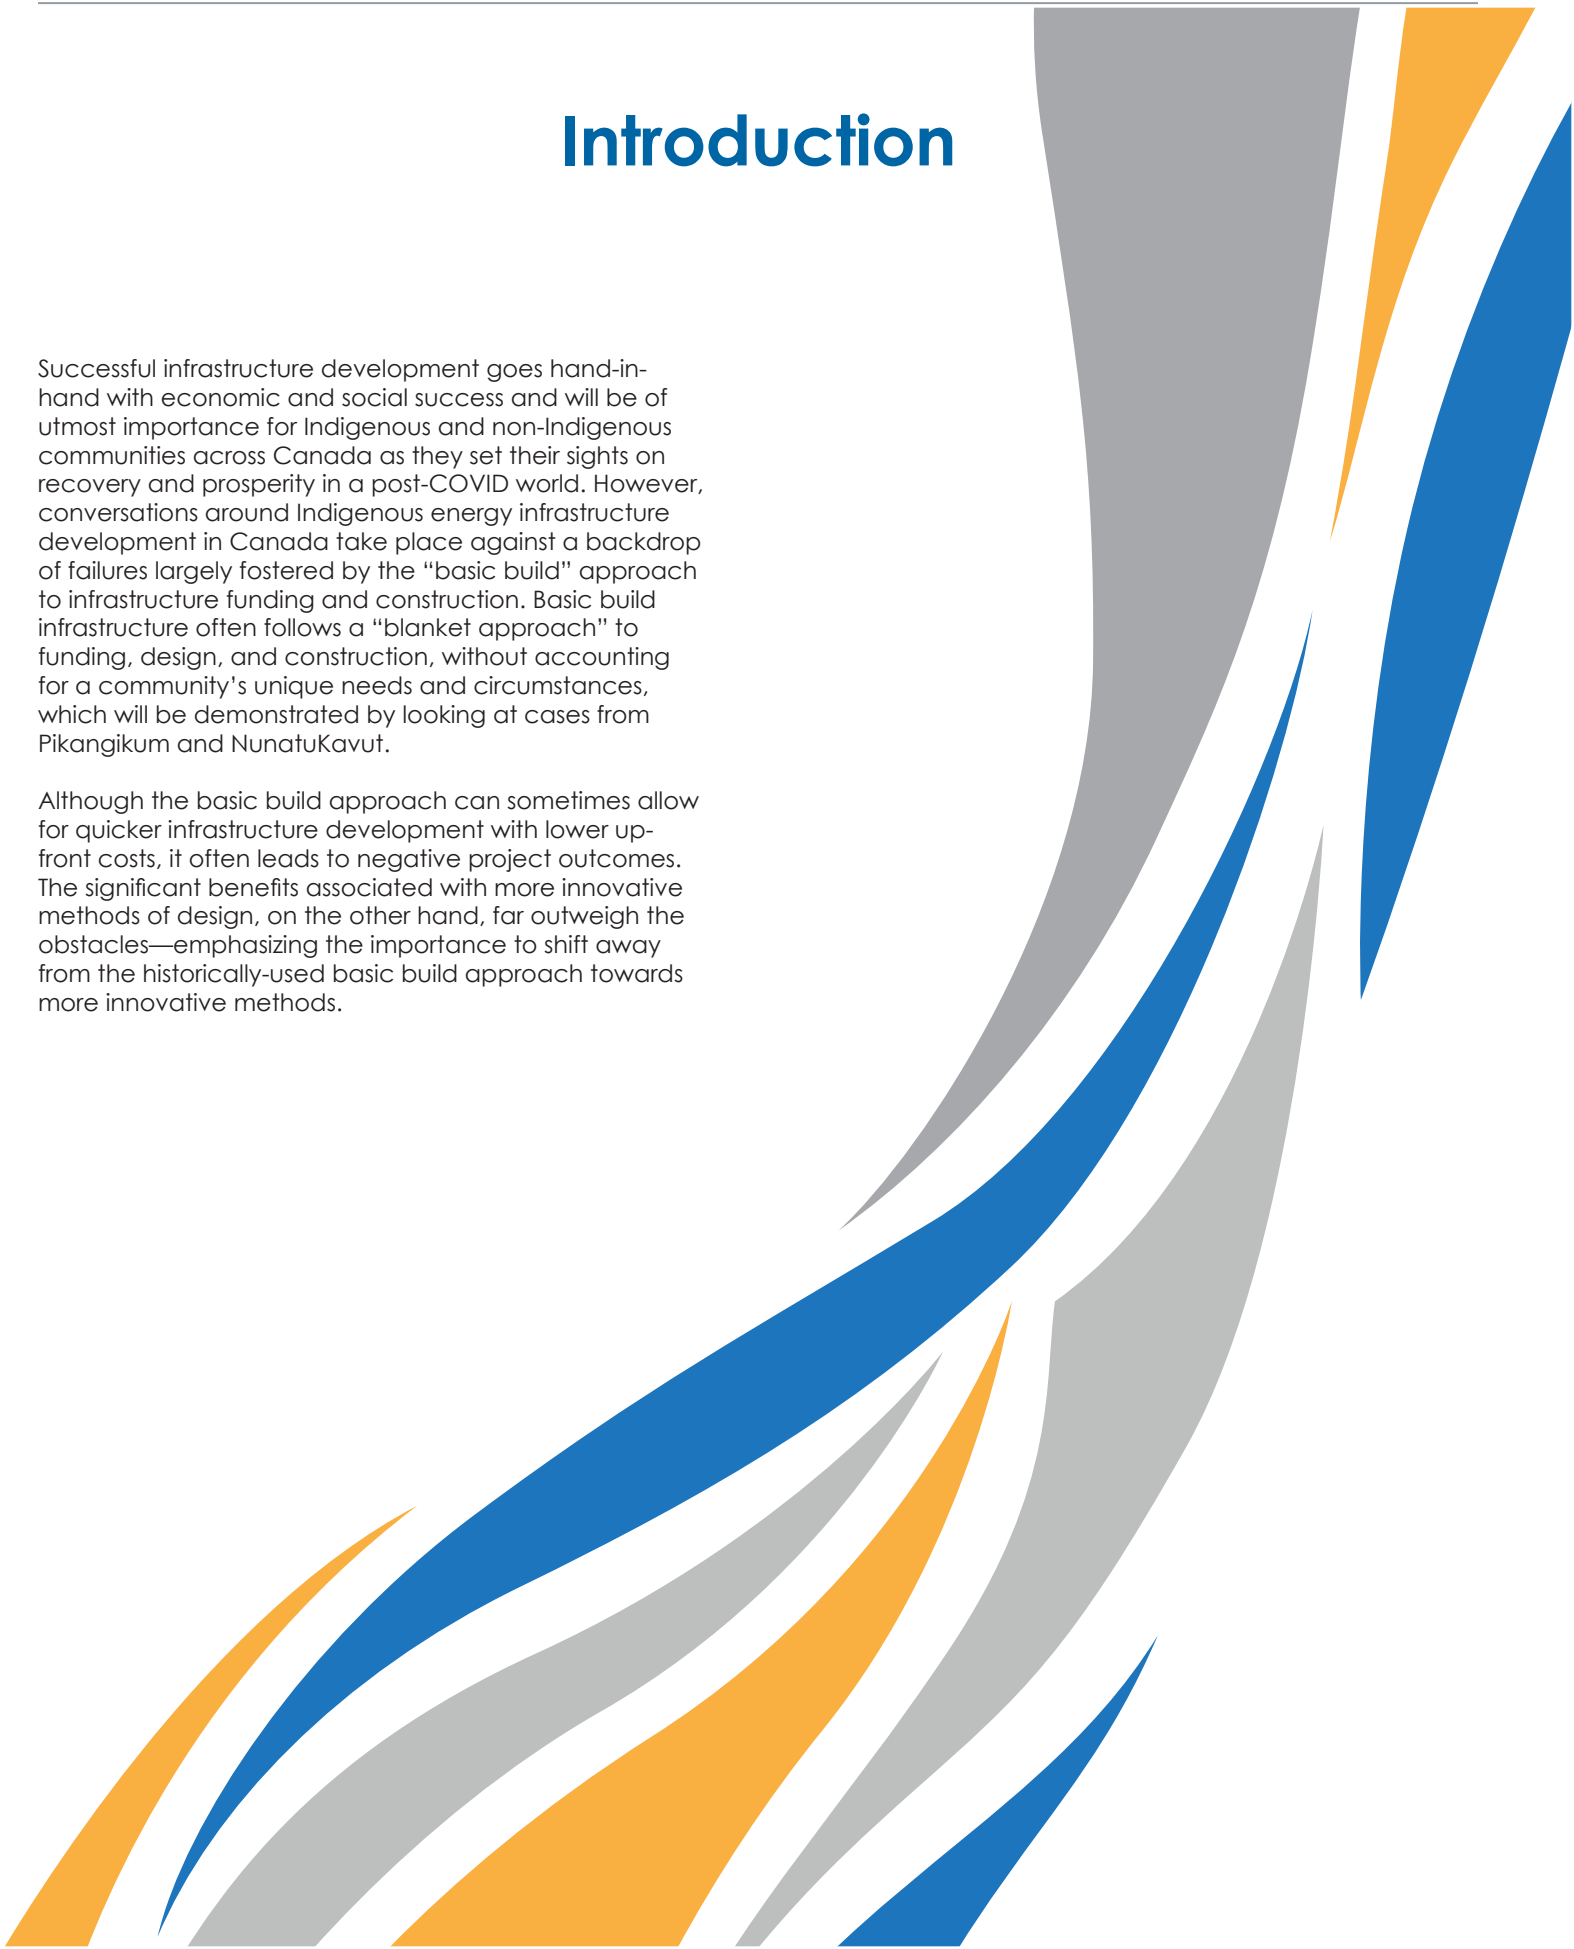 Introduction
Successful infrastructure development goes hand-in-
hand with economic and social success and will be of
utmost importance for Indigenous and non-Indigenous
communities across Canada as they set their sights on
recovery and prosperity in a post-COVID world. However,
conversations around Indigenous energy infrastructure
development in Canada take place against a backdrop
of failures largely fostered by the “basic build” approach
to infrastructure funding and construction. Basic build
infrastructure often follows a “blanket approach” to
funding, design, and construction, without accounting
for a community’s unique needs and circumstances,
which will be demonstrated by looking at cases from
Pikangikum and NunatuKavut.
Although the basic build approach can sometimes allow
for quicker infrastructure development with lower up-
front costs, it often leads to negative project outcomes.
The significant benefits associated with more innovative
methods of design, on the other hand, far outweigh the
obstacles—emphasizing the importance to shift away
from the historically-used basic build approach towards
more innovative methods.